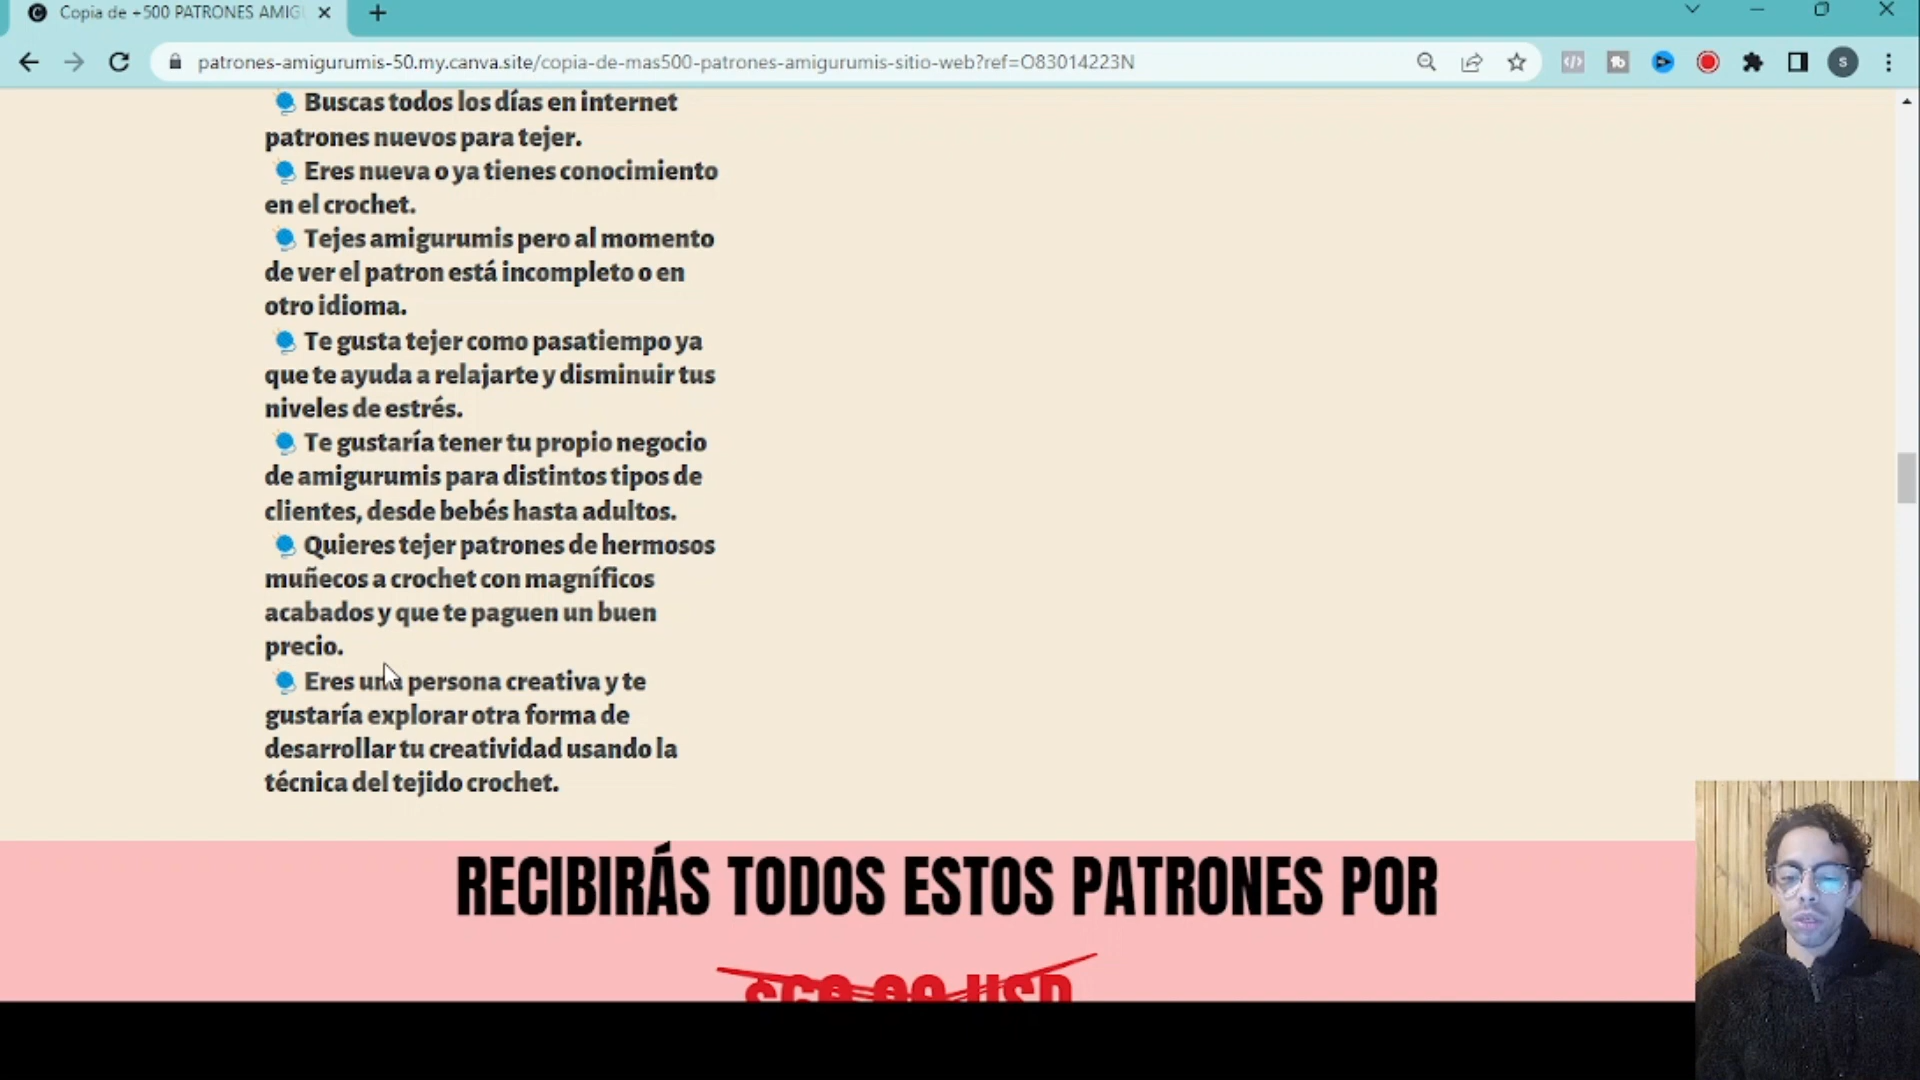 Copia de +500 PATRONES AMIG
patrones-amigurumis-50.my.canva.site/copia-de-mas500-patrones-amigurumis-sitio-web?ref=O83014223N
Buscas todos los días en internet
patrones nuevos para tejer.
Eres nueva o ya tienes conocimiento
en el crochet.
Tejes amigurumis pero al momento
de ver el patron está incompleto o en
otro idioma.
Te gusta tejer como pasatiempo ya
que te ayuda a relajarte y disminuir tus
niveles de estrés.
Te gustaría tener tu propio negocio
de amigurumis para distintos tipos de
clientes, desde bebés hasta adultos.
Quieres tejer patrones de hermosos
muñecos a crochet con magníficos
acabados y que te paguen un buen
precio.
Eres una persona creativa y te
gustaría explorar otra forma de
desarrollar tu creatividad usando la
técnica del tejido crochet.
RECIBIRÁS TODOS ESTOS PATRONES POR
USD